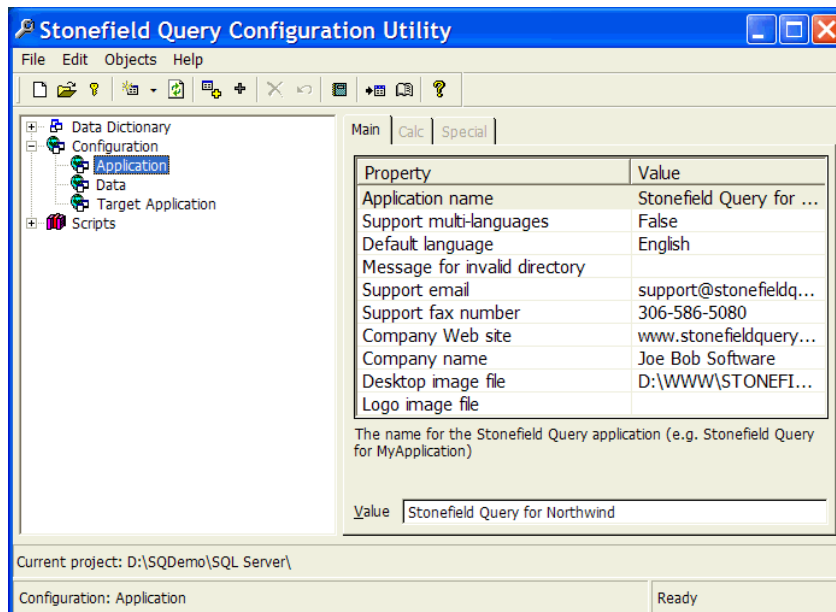 Stonefield Query Configuration Utility
File Edit Objects Help
Data Dictionary
Configuration
Application
Data
Target Application
Scripts
Main Calc Special
Property Value
Application name Stonefield Query for ...
Support multi-languages False
Default language English
Message for invalid directory
Support email support@stonefieldq...
Support fax number 306-586-5080
Company Web site www.stonefieldquery...
Company name Joe Bob Software
Desktop image file D:\WWW\STONEFI...
Logo image file
The name for the Stonefield Query application (e.g. Stonefield Query
for MyApplication)
Value Stonefield Query for Northwind
Current project: D:\SQDemo\SQL Server\
Configuration: Application Ready